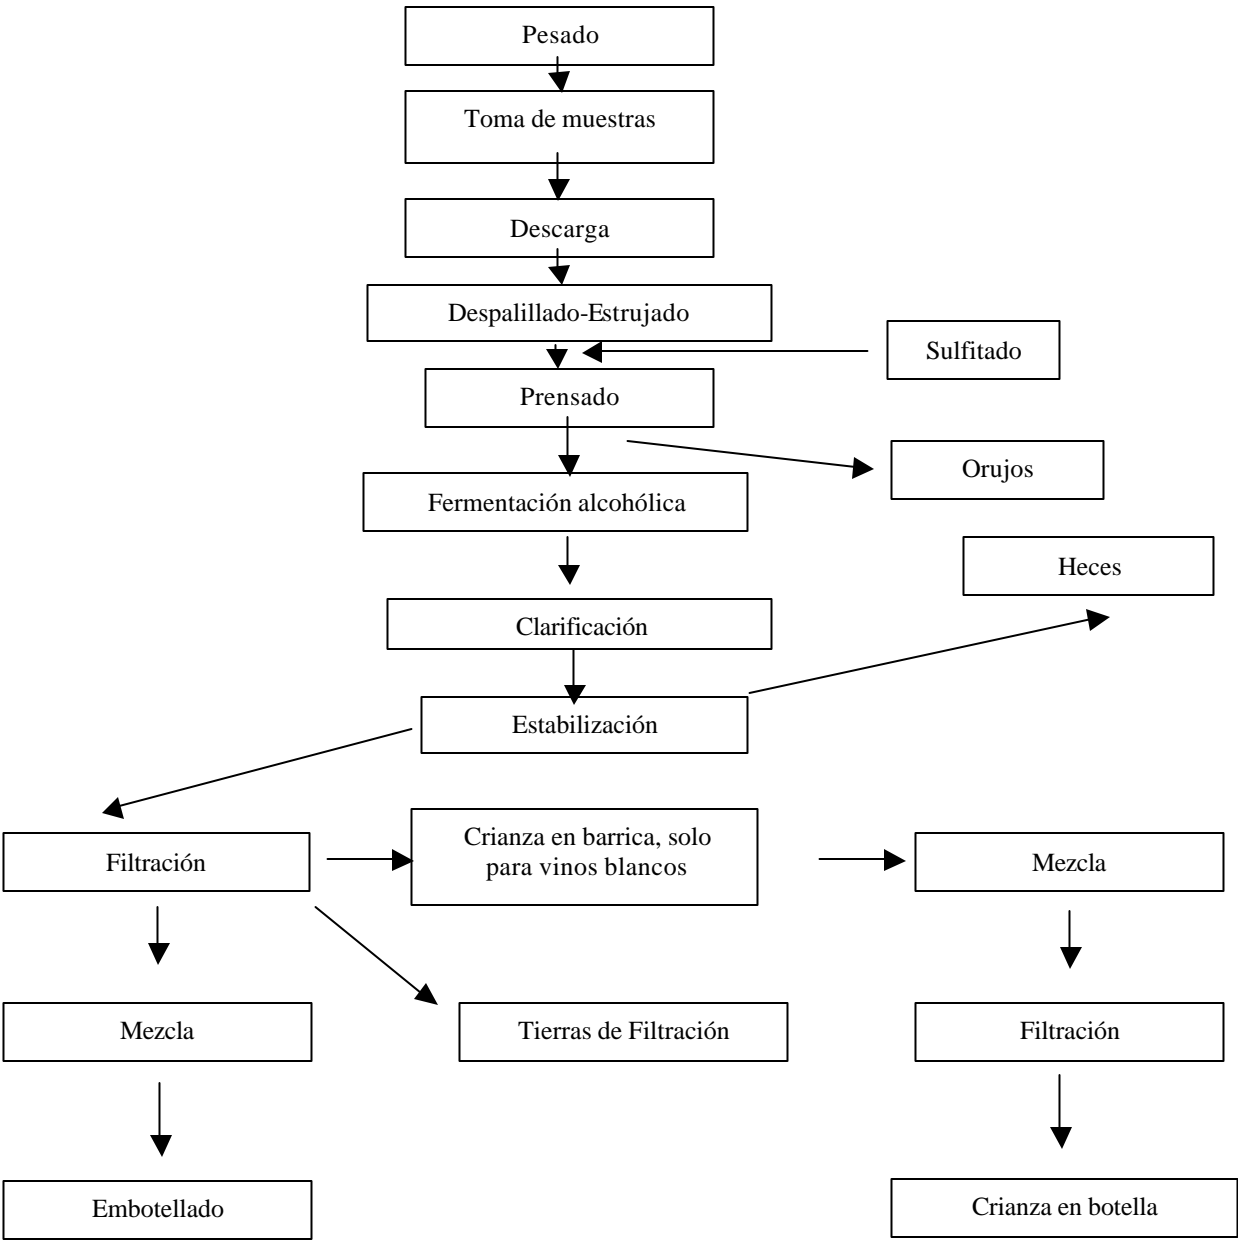 Pesado
Toma de muestras
Descarga
Despalillado-Estrujado
Sulfitado
Prensado
Orujos
Fermentación alcohólica
Heces
Clarificación
Estabilización
Crianza en barrica, solo
para vinos blancos
Filtración
Mezcla
Mezcla
Tierras de Filtración
Filtración
Embotellado
Crianza en botella